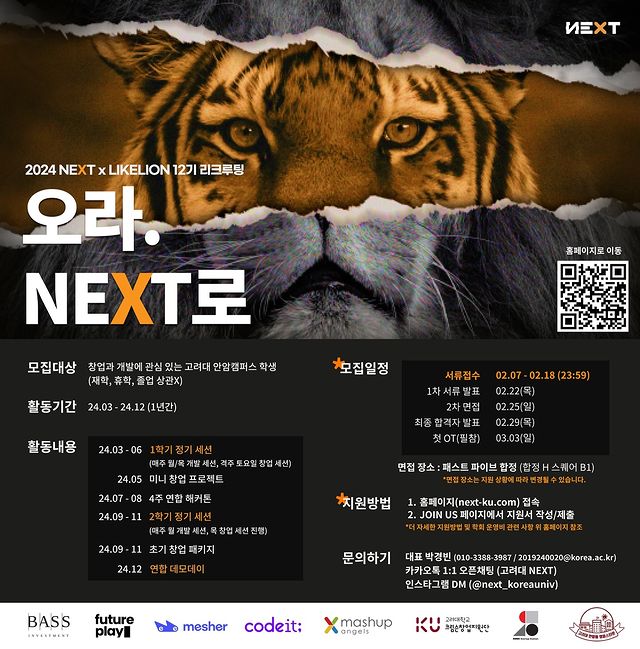 NEXT
2024 NEXT x LIKELION 12기 리크루팅
오라.
NEXT로
홈페이지로 이동
모집대상
창업과 개발에 관심 있는 고려대 안암캠퍼스 학생
(재학, 휴학, 졸업 상관X)
활동기간
24.03 - 24.12 (1년간)
활동내용
24.03 - 06 1학기 정기 세션
(매주 월/목 개발 세션, 격주 토요일 창업 세션)
24.05 미니 창업 프로젝트
24.07 - 08 4주 연합 해커톤
24.09 - 11 2학기 정기 세션
(매주 월 개발 세션, 목 창업 세션 진행)
24.09 - 11 초기 창업 패키지
24.12 연합 데모데이
*모집일정
서류접수 02.07 - 02.18 (23:59)
1차 서류 발표 02.22(목)
2차 면접 02.25(일)
최종 합격자 발표 02.29(목)
첫 OT(필참) 03.03(일)
면접 장소 : 패스트 파이브 합정 (합정 H 스퀘어 B1)
*면접 장소는 지원 상황에 따라 변경될 수 있습니다.
*지원방법
1. 홈페이지(next-ku.com) 접속
2. JOIN US 페이지에서 지원서 작성/제출
*더 자세한 지원방법 및 학회 운영비 관련 사항 위 홈페이지 참조
문의하기
대표 박경빈 (010-3388-3987 / 2019240020@korea.ac.kr)
카카오톡 1:1 오픈채팅 (고려대 NEXT)
인스타그램 DM (@next_koreauniv)
BASS
INVESTMENT
future
play
mesher
codeit;
mashup
angels
KU
고려대학교
크림슨창업지원단